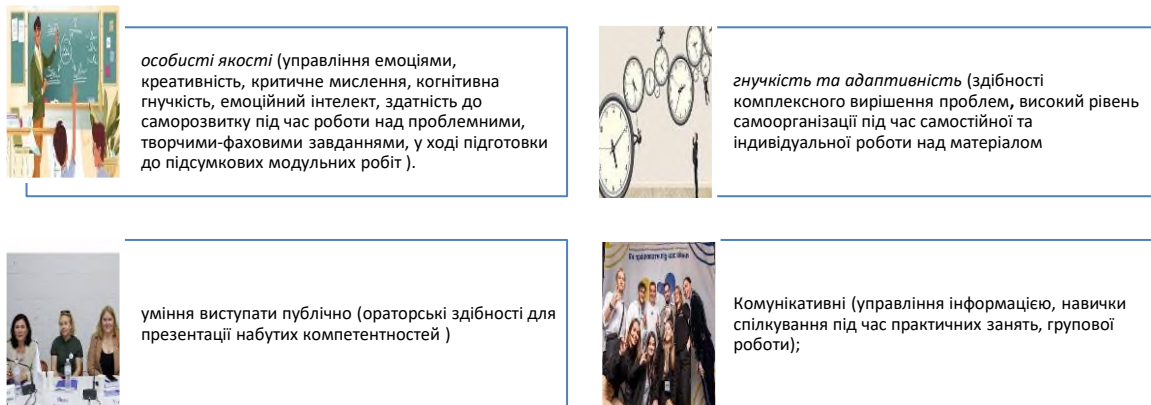 особисті якості (управління емоціями,
креативність, критичне мислення, когнітивна
гнучкість, емоційний інтелект, здатність до
саморозвитку під час роботи над проблемними,
творчими-фаховими завданнями, у ході підготовки
до підсумкових модульних робіт ).
гнучкість та адаптивність (здібності
комплексного вирішення проблем, високий рівень
самоорганізації під час самостійної та
індивідуальної роботи над матеріалом
уміння виступати публічно (ораторські здібності для
презентації набутих компетентностей )
Комунікативні (управління інформацією, навички
спілкування під час практичних занять, групової
роботи);